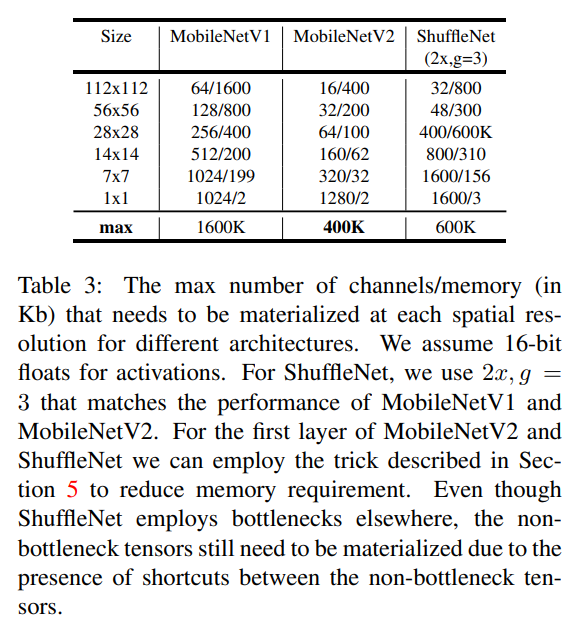 Size MobileNetV1 MobileNetV2 ShuffleNet
(2x,g=3)
112x112 64/1600 16/400 32/800
56x56 128/800 32/200 48/300
28x28 256/400 64/100 400/600K
14x14 512/200 160/62 800/310
7x7 1024/199 320/32 1600/156
1x1 1024/2 1280/2 1600/3
max 1600K 400K 600K
Table 3: The max number of channels/memory (in
Kb) that needs to be materialized at each spatial res-
olution for different architectures. We assume 16-bit
floats for activations. For ShuffleNet, we use 2x, g =
3 that matches the performance of MobileNetV1 and
MobileNetV2. For the first layer of MobileNetV2 and
ShuffleNet we can employ the trick described in Sec-
tion 5 to reduce memory requirement. Even though
ShuffleNet employs bottlenecks elsewhere, the non-
bottleneck tensors still need to be materialized due to the
presence of shortcuts between the non-bottleneck ten-
sors.